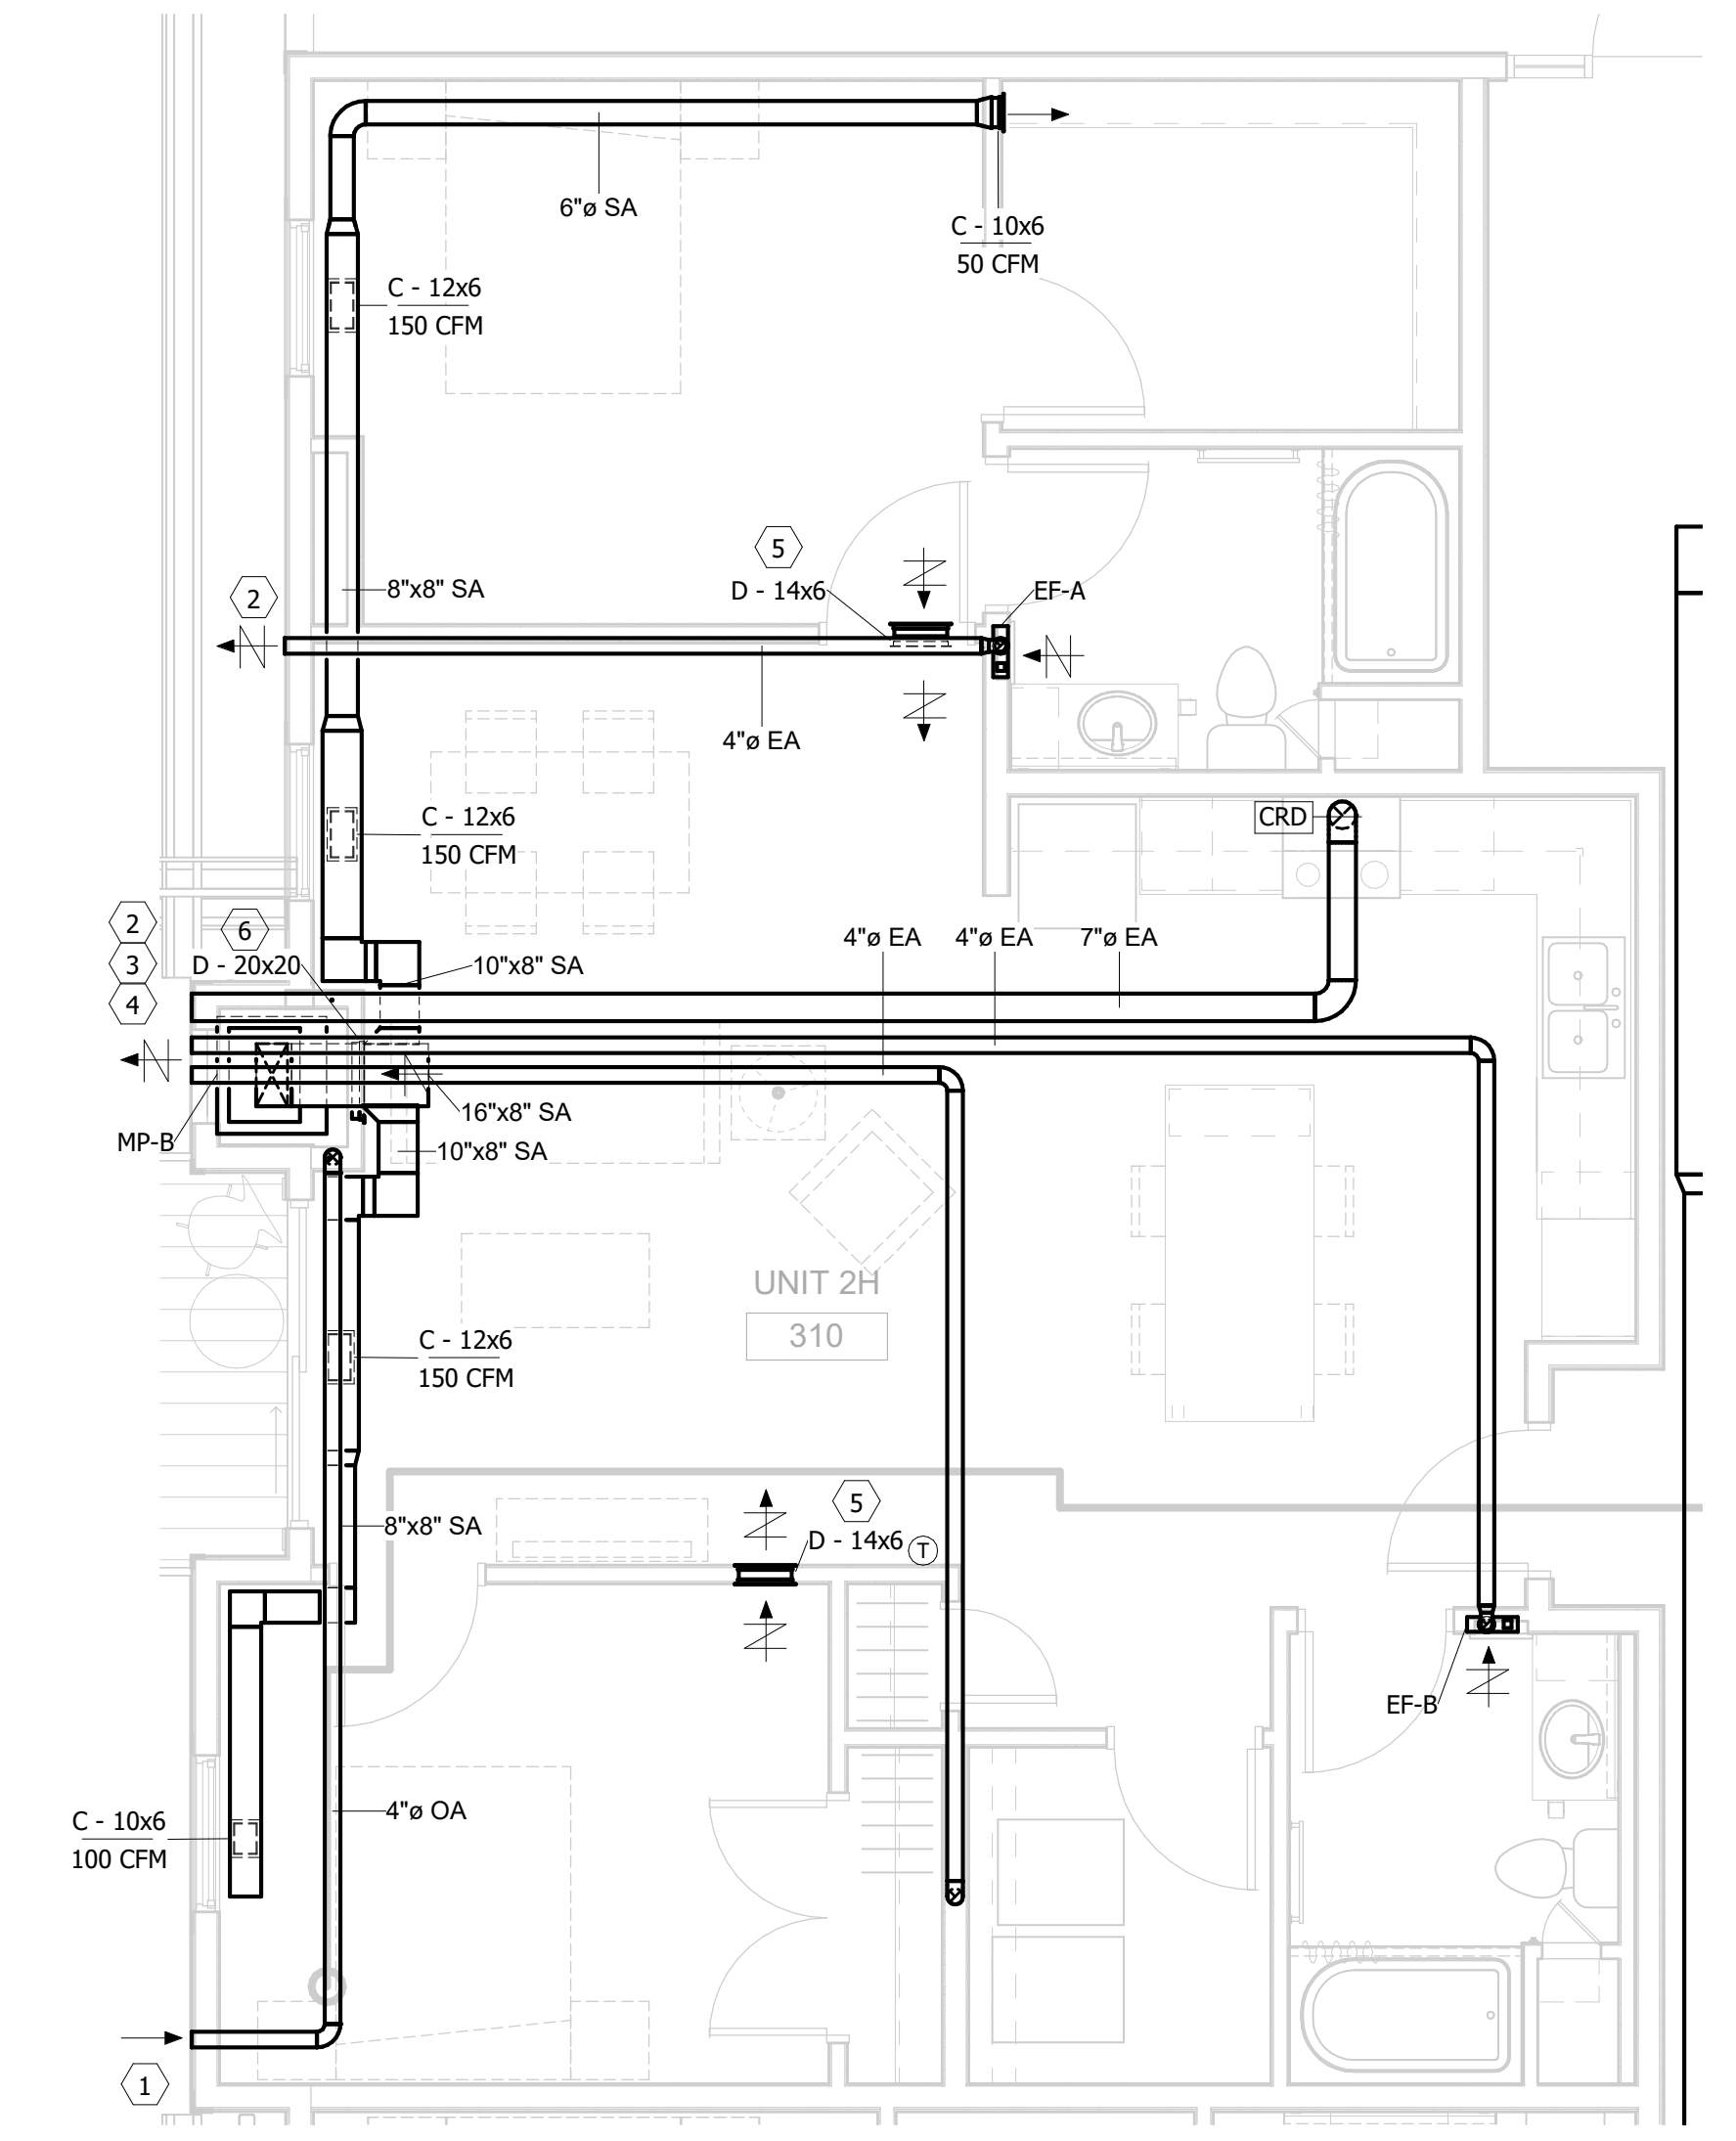 6"ø SA
C - 10x6
50 CFM
C - 12x6
150 CFM
5
D - 14x6
EF-A
2
8"x8" SA
4"ø EA
C - 12x6
150 CFM
CRD
2
3
4
6
D - 20x20
10"x8" SA
4"ø EA
4"ø EA
7"ø EA
MP-B
16"x8" SA
10"x8" SA
UNIT 2H
310
C - 12x6
150 CFM
5
D - 14x6
T
8"x8" SA
EF-B
C - 10x6
100 CFM
4"ø OA
1